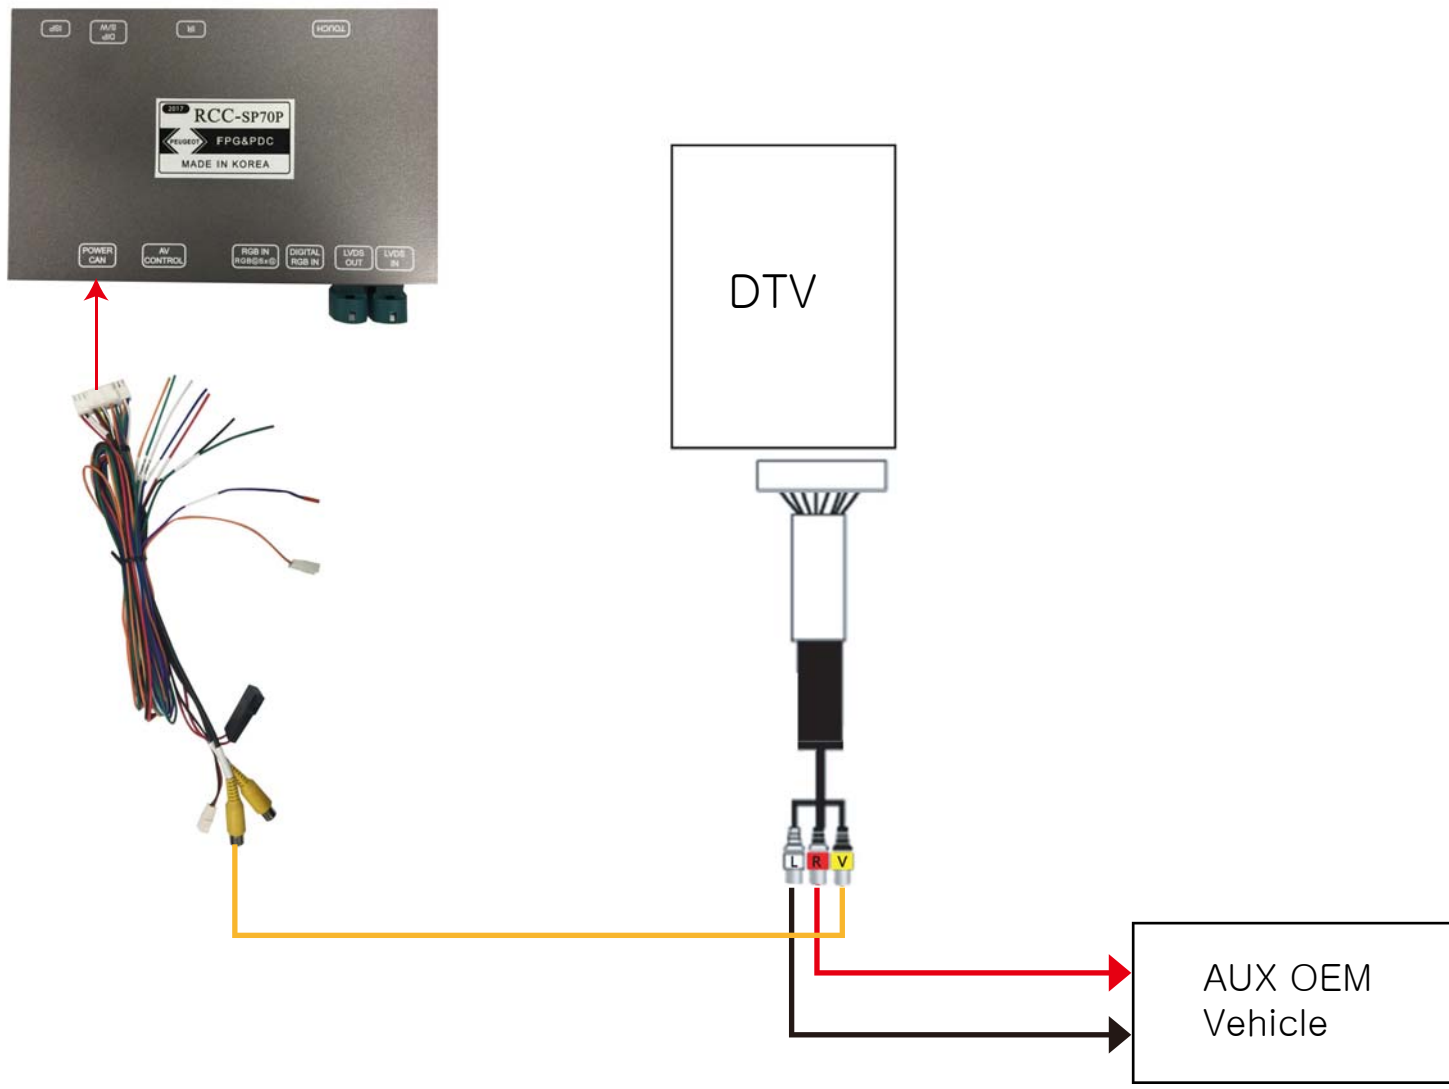 ISP
DIP
S/W
IR
TOUCH
2017
RCC-SP70P
PEUGEOT
FPG&PDC
MADE IN KOREA
POWER
CAN
AV
CONTROL
RGB IN
DIGITAL
RGB IN
LVDS
OUT
LVDS
IN
DTV
L
R
V
AUX OEM
Vehicle